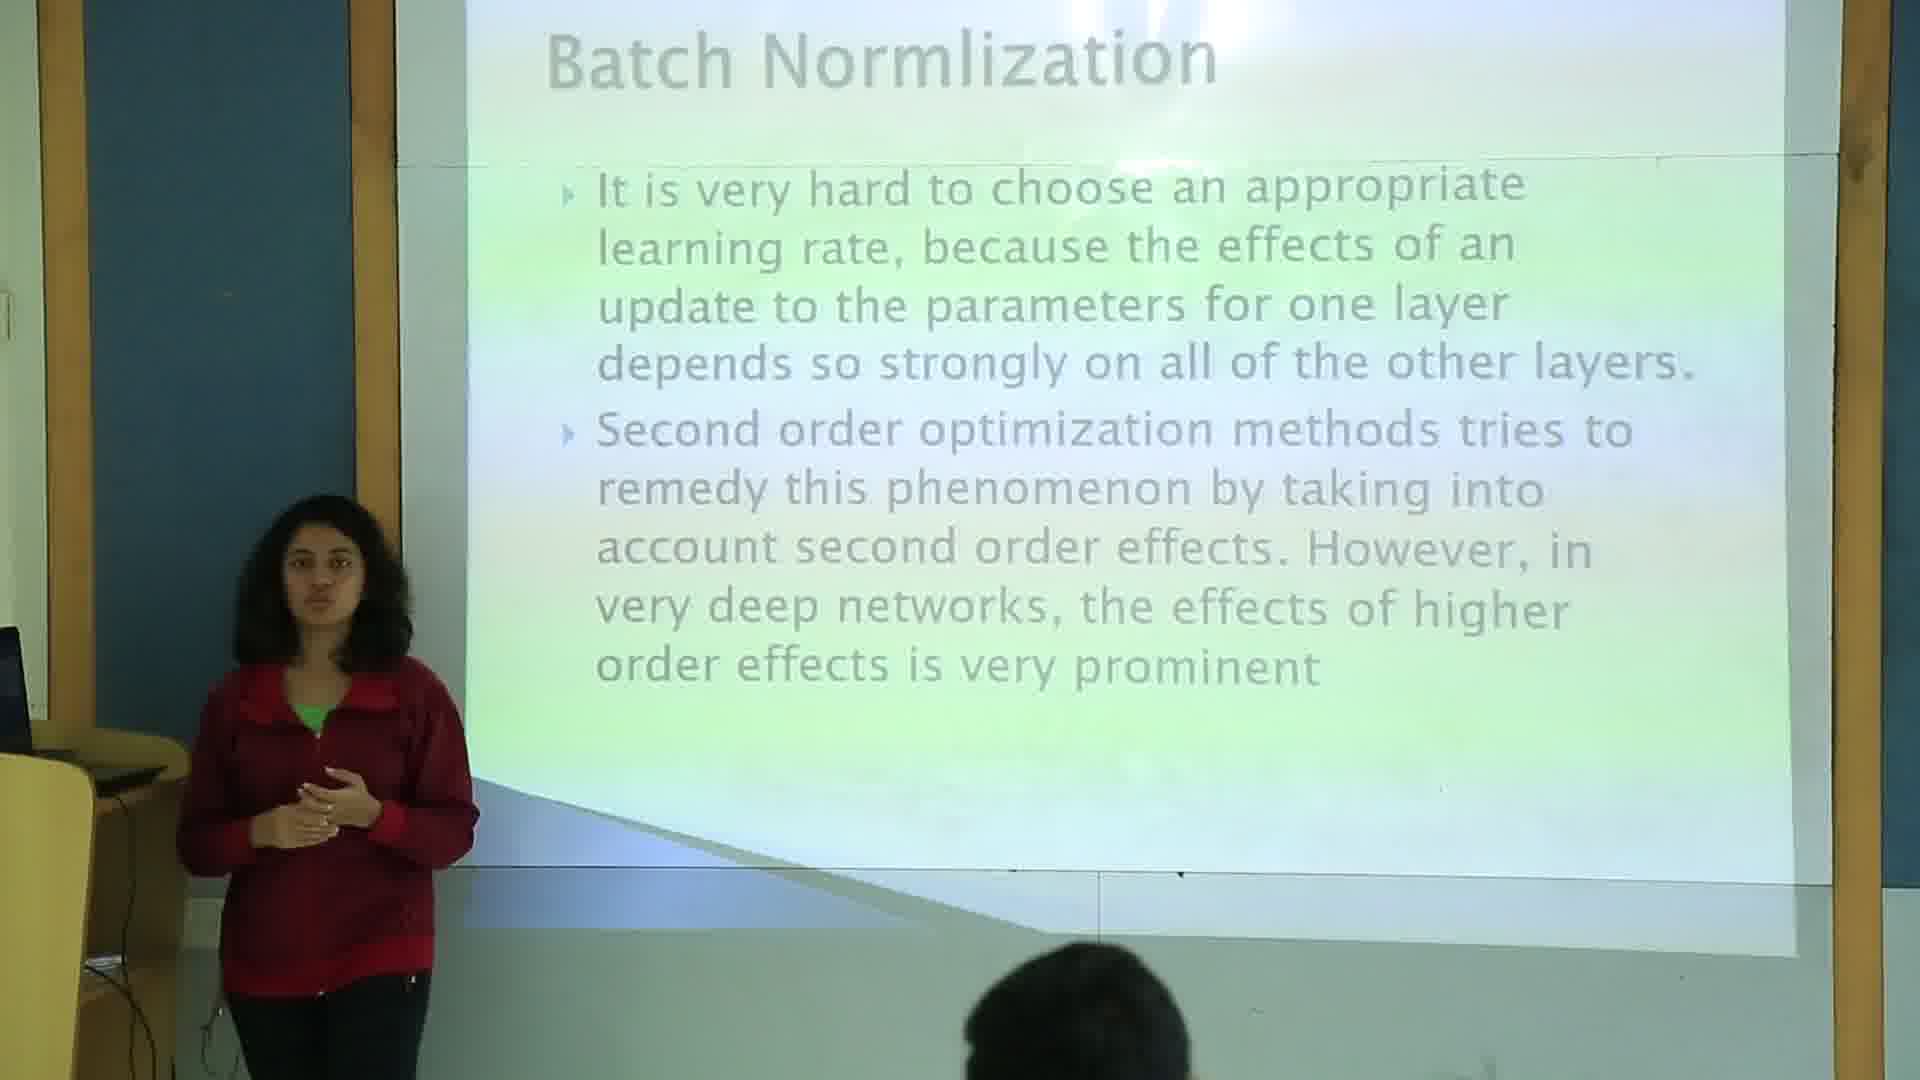 Batch Normlization
It is very hard to choose an appropriate
learning rate, because the effects of an
update to the parameters for one layer
depends so strongly on all of the other layers.
Second order optimization methods tries to
remedy this phenomenon by taking into
account second order effects. However, in
very deep networks, the effects of higher
order effects is very prominent